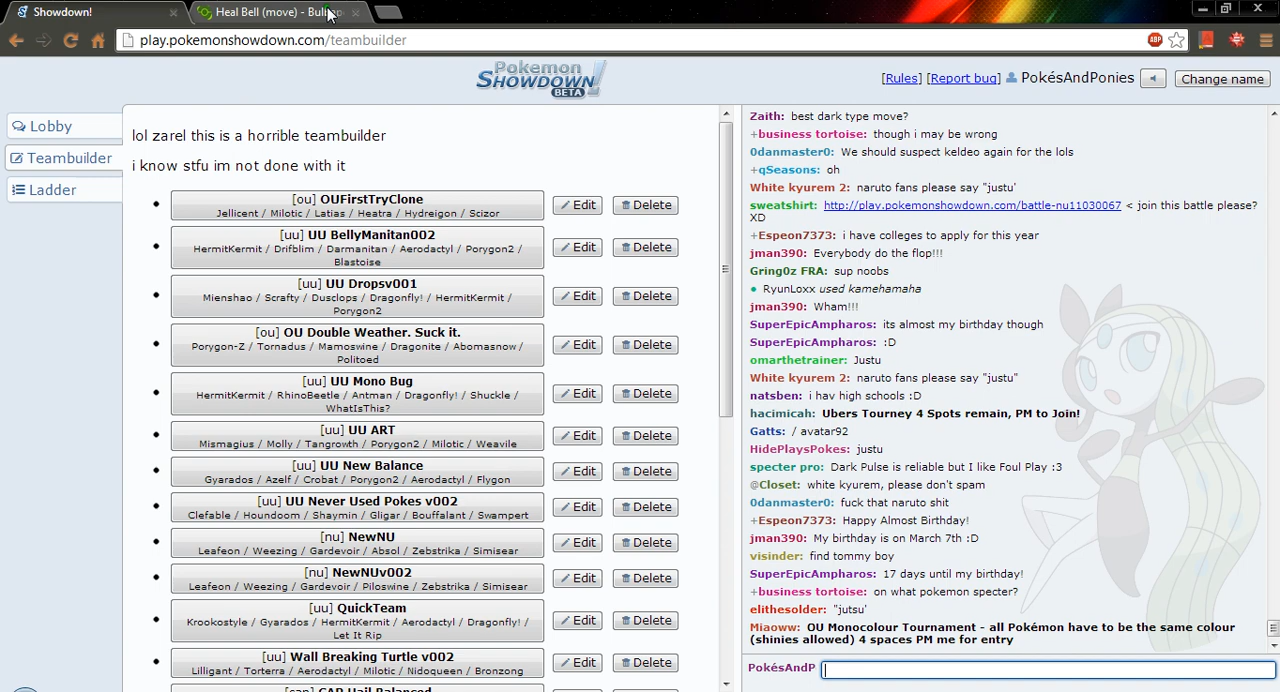 Showdown!
Heal Bell (move) - Bul
play.pokemonshowdown.com/teambuilder
ABP
Pokemon
SHOWDOWN!
BETA
[Rules] [Report bug] PokésAndPonies Change name
Lobby
Teambuilder
Ladder
lol zarel this is a horrible teambuilder
i know stfu im not done with it
[ou] OUFirstTryClone
Jellicent / Milotic / Latias / Heatra / Hydreigon / Scizor
Edit Delete
[uu] UU BellyManitan002
HermitKermit / Drifblim / Darmanitan / Aerodactyl / Porygon2 /
Blastoise
Edit Delete
[uu] UU Dropsv001
Mienshao / Scrafty / Dusclops / Dragonfly! / HermitKermit /
Porygon2
Edit Delete
[ou] OU Double Weather. Suck it.
Porygon-Z / Tornadus / Mamoswine / Dragonite / Abomasnow /
Politoed
Edit Delete
[uu] UU Mono Bug
HermitKermit / RhinoBeetle / Antman / Dragonfly! / Shuckle /
WhatIsThis?
Edit Delete
[uu] UU ART
Mismagius / Molly / Tangrowth / Porygon2 / Milotic / Weavile
Edit Delete
[uu] UU New Balance
Gyarados / Azelf / Crobat / Porygon2 / Aerodactyl / Flygon
Edit Delete
[uu] UU Never Used Pokes v002
Clefable / Houndoom / Shaymin / Gligar / Bouffalant / Swampert
Edit Delete
[nu] NewNU
Leafeon / Weezing / Gardevoir / Absol / Zebstrika / Simisear
Edit Delete
[nu] NewNUv002
Leafeon / Weezing / Gardevoir / Piloswine / Zebstrika / Simisear
Edit Delete
[uu] QuickTeam
Krookostyle / Gyarados / HermitKermit / Aerodactyl / Dragonfly! /
Let It Rip
Edit Delete
[uu] Wall Breaking Turtle v002
Lilligant / Torterra / Aerodactyl / Milotic / Nidoqueen / Bronzong
Edit Delete
[cap] CAP Hail Balanced
Zaith: best dark type move?
+business tortoise: though i may be wrong
0danmaster0: We should suspect keldeo again for the lols
+qSeasons: oh
White kyurem 2: naruto fans please say "justu'
sweatshirt: http://play.pokemonshowdown.com/battle-nu11030067 < join this battle please?
XD
+Espeon7373: i have colleges to apply for this year
jman390: Everybody do the flop!!!
Gring0z FRA: sup noobs
• RyunLoxx used kamehamaha
jman390: Wham!!!
SuperEpicAmpharos: its almost my birthday though
SuperEpicAmpharos: :D
omarthetrainer: Justu
White kyurem 2: naruto fans please say "justu"
natsben: i hav high schools :D
hacimicah: Ubers Tourney 4 Spots remain, PM to Join!
Gatts: / avatar92
HidePlaysPokes: justu
specter pro: Dark Pulse is reliable but I like Foul Play :3
@Closet: white kyurem, please don't spam
0danmaster0: fuck that naruto shit
+Espeon7373: Happy Almost Birthday!
jman390: My birthday is on March 7th :D
visinder: find tommy boy
SuperEpicAmpharos: 17 days until my birthday!
+business tortoise: on what pokemon specter?
elithesolder: "jutsu'
Miaoww: OU Monocolour Tournament - all Pokémon have to be the same colour
(shinies allowed) 4 spaces PM me for entry
PokésAndP